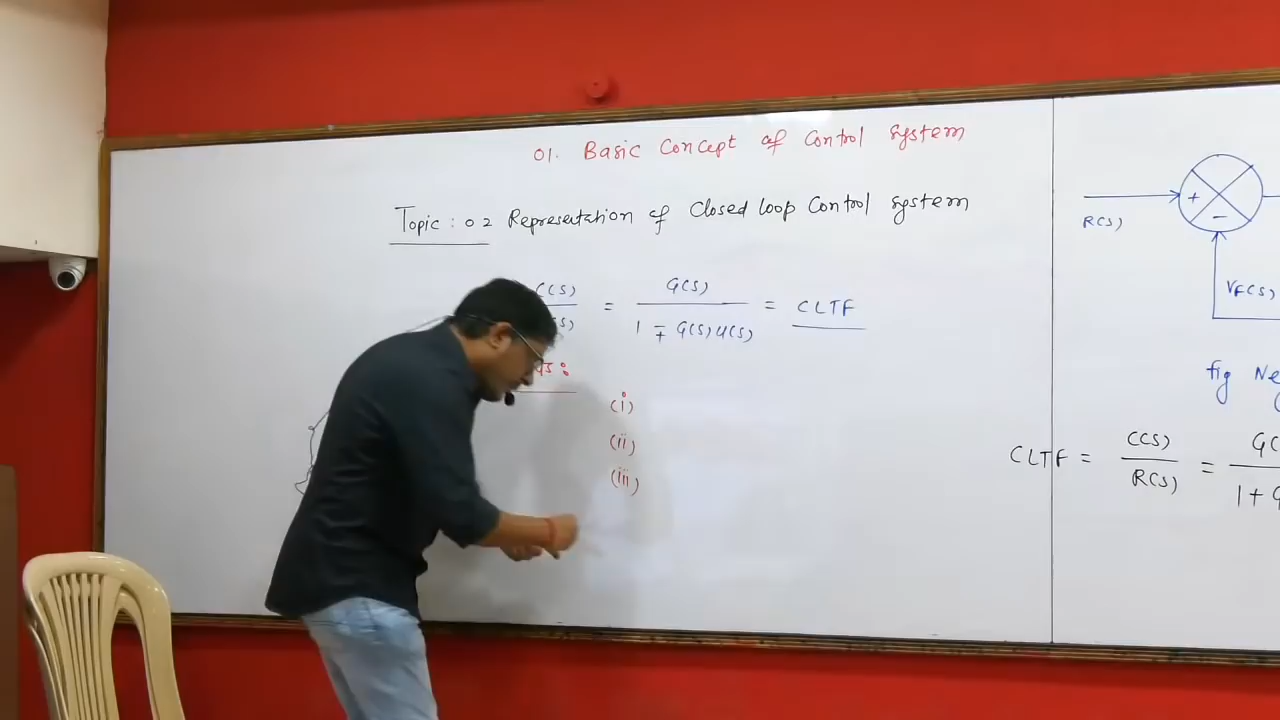 01. Basic Concept of Control System
Topic : 02 Representation of Closed loop Control System
C(s) = G(s) = CLTF
1 ∓ G(s)H(s)
(i)
(ii)
(iii)
R(s)
+
−
VF(s)
fig
CLTF = C(s) =
R(s)
1 +